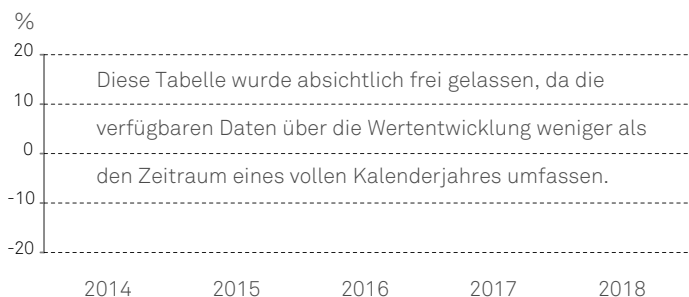 %
20
Diese Tabelle wurde absichtlich frei gelassen, da die
10
verfügbaren Daten über die Wertentwicklung weniger als
0
den Zeitraum eines vollen Kalenderjahres umfassen.
-10
-20
2014 2015 2016 2017 2018